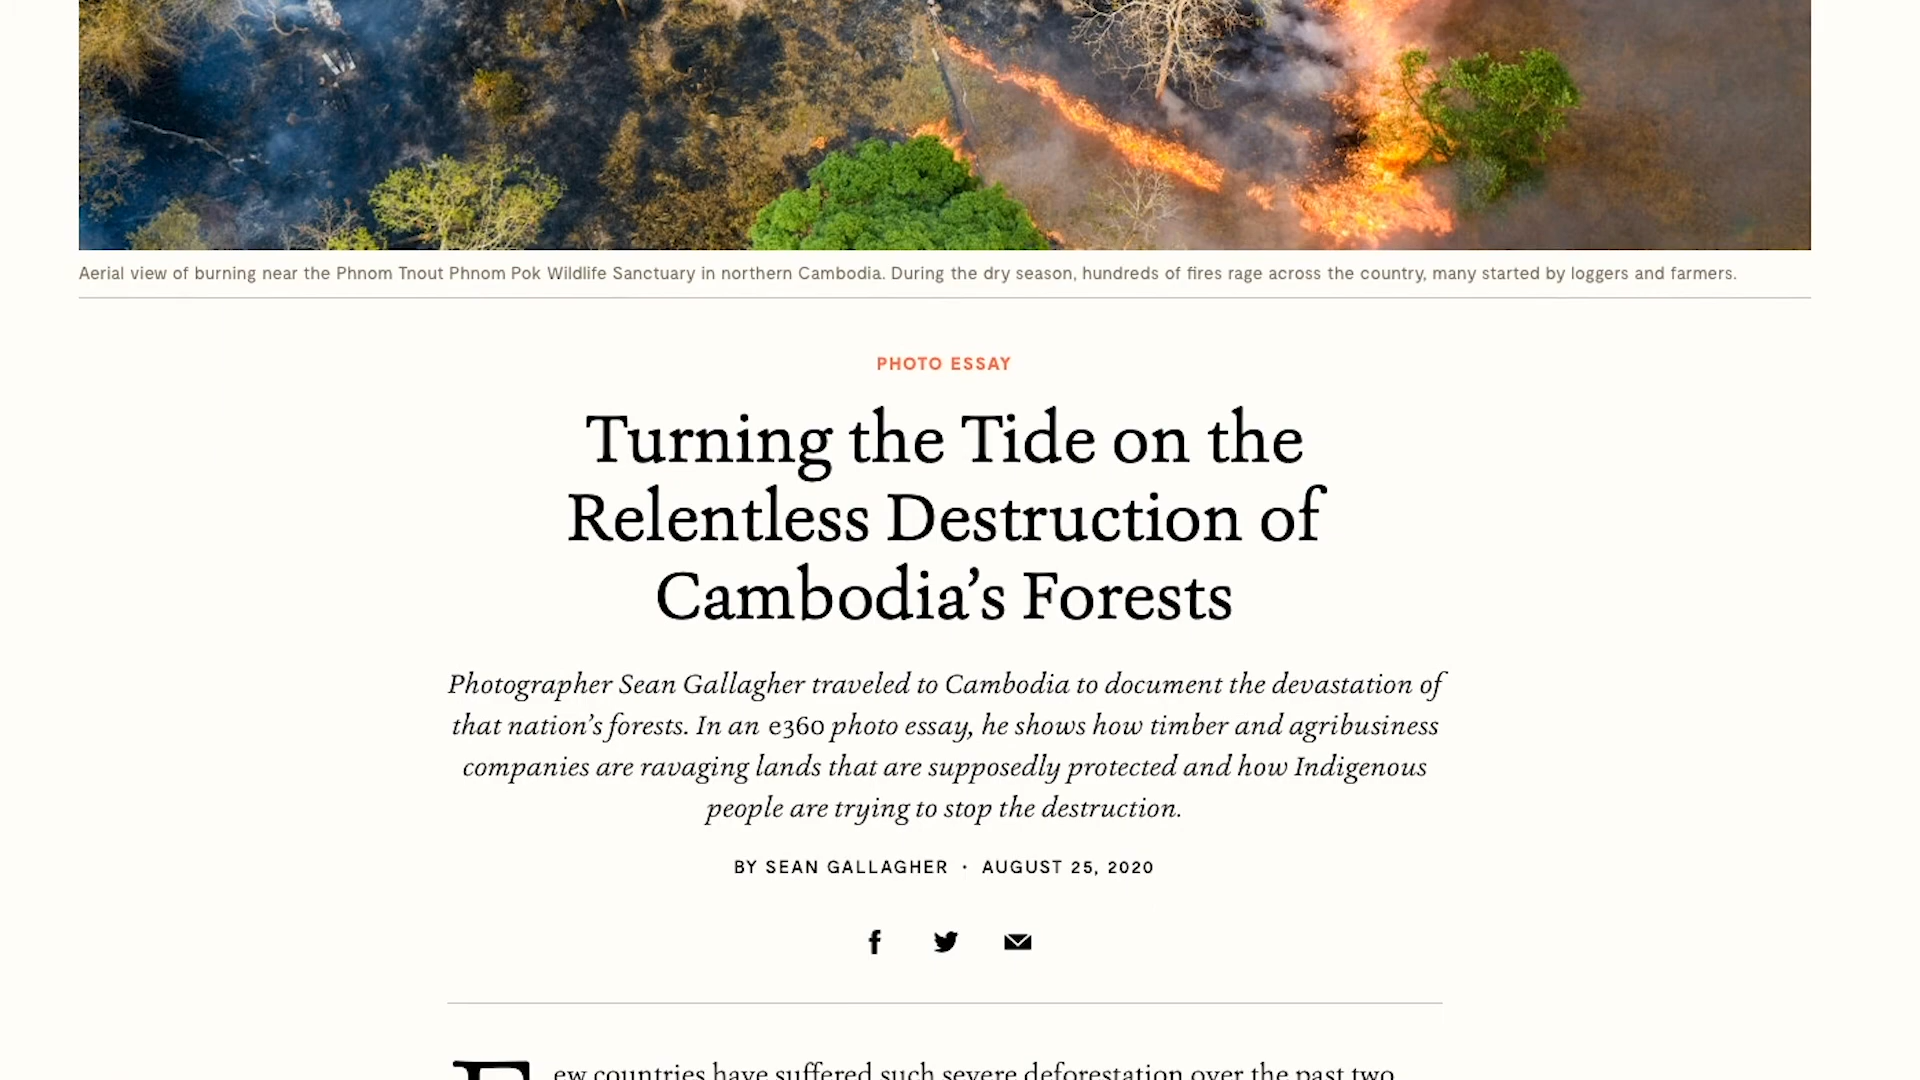 Aerial view of burning near the Phnom Tnout Phnom Pok Wildlife Sanctuary in northern Cambodia. During the dry season, hundreds of fires rage across the country, many started by loggers and farmers.
PHOTO ESSAY
Turning the Tide on the
Relentless Destruction of
Cambodia’s Forests
Photographer Sean Gallagher traveled to Cambodia to document the devastation of
that nation’s forests. In an e360 photo essay, he shows how timber and agribusiness
companies are ravaging lands that are supposedly protected and how Indigenous
people are trying to stop the destruction.
BY SEAN GALLAGHER · AUGUST 25, 2020
Few countries have suffered such severe deforestation over the past two